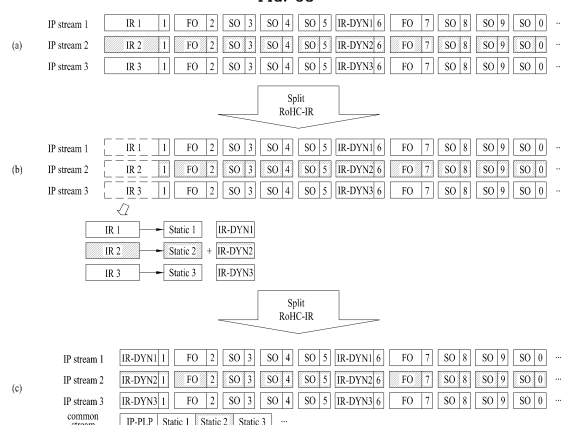 IP stream 1 IR 1 1 FO 2 SO 3 SO 4 SO 5 IR-DYN1 6 FO 7 SO 8 SO 9 SO 0 ...
(a) IP stream 2 IR 2 1 FO 2 SO 3 SO 4 SO 5 IR-DYN2 6 FO 7 SO 8 SO 9 SO 0 ...
IP stream 3 IR 3 1 FO 2 SO 3 SO 4 SO 5 IR-DYN3 6 FO 7 SO 8 SO 9 SO 0 ...
Split
RoHC-IR
IP stream 1 IR 1 1 FO 2 SO 3 SO 4 SO 5 IR-DYN1 6 FO 7 SO 8 SO 9 SO 0 ...
(b) IP stream 2 IR 2 1 FO 2 SO 3 SO 4 SO 5 IR-DYN2 6 FO 7 SO 8 SO 9 SO 0 ...
IP stream 3 IR 3 1 FO 2 SO 3 SO 4 SO 5 IR-DYN3 6 FO 7 SO 8 SO 9 SO 0 ...
IR 1 Static 1 IR-DYN1
IR 2 Static 2 + IR-DYN2
IR 3 Static 3 IR-DYN3
Split
RoHC-IR
IP stream 1 IR-DYN1 1 FO 2 SO 3 SO 4 SO 5 IR-DYN1 6 FO 7 SO 8 SO 9 SO 0 ...
IP stream 2 IR-DYN2 1 FO 2 SO 3 SO 4 SO 5 IR-DYN2 6 FO 7 SO 8 SO 9 SO 0 ...
(c) IP stream 3 IR-DYN3 1 FO 2 SO 3 SO 4 SO 5 IR-DYN3 6 FO 7 SO 8 SO 9 SO 0 ...
common
stream IP-PLP Static 1 Static 2 Static 3 ...